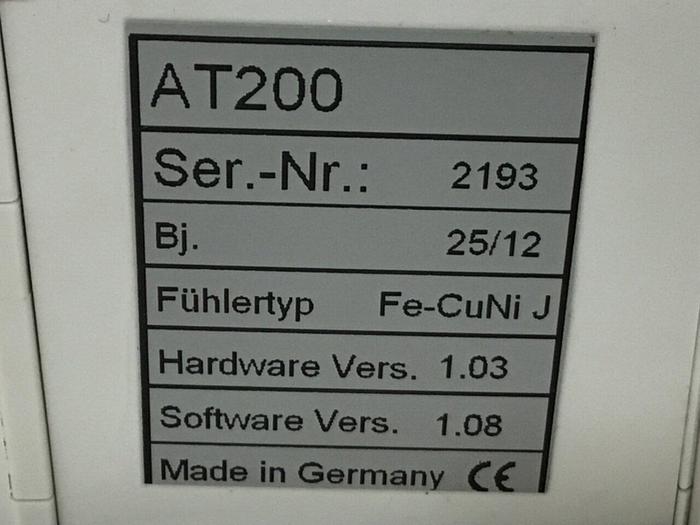 AT200
Ser.-Nr.: 2193
Bj. 25/12
Fühlertyp Fe-CuNi J
Hardware Vers. 1.03
Software Vers. 1.08
Made in Germany CE